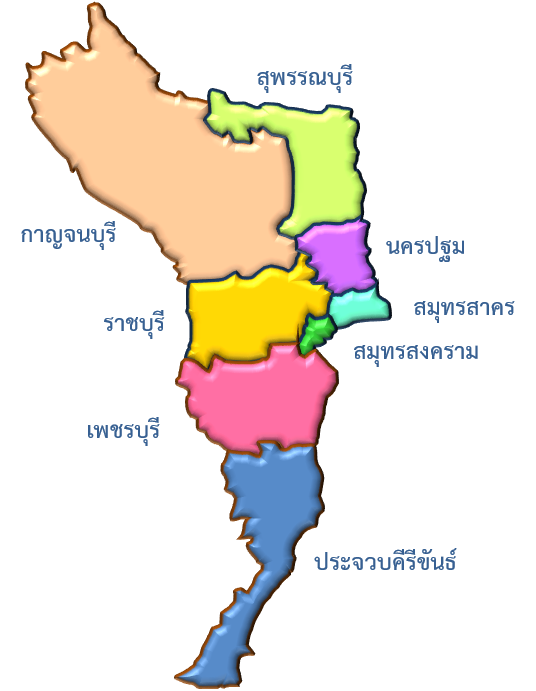 สุพรรณบุรี
กาญจนบุรี
นครปฐม
สมุทรสาคร
ราชบุรี
สมุทรสงคราม
เพชรบุรี
ประจวบคีรีขันธ์